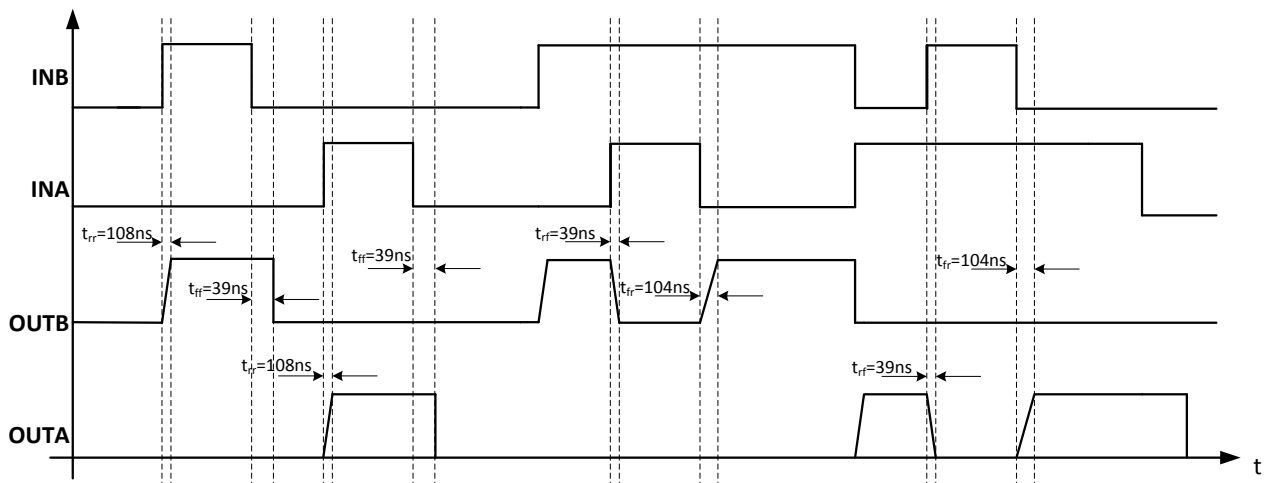 INB
INA
t_rr=108ns
t_ff=39ns
t_rf=39ns
t_fr=104ns
t_ff=39ns
t_fr=104ns
OUTB
t_rr=108ns
t_rf=39ns
OUTA
t